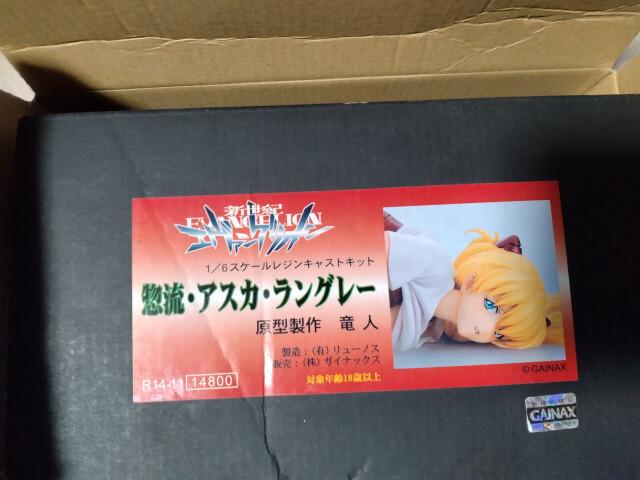 新世紀
EVANGELION
エヴァンゲリオン
1/6スケールレジンキャストキット
惣流・アスカ・ラングレー
原型製作 竜人
製造:(有)リューノス
販売:(株)ガイナックス
R14-11 14800
対象年齢18歳以上
©GAINAX
GAINAX